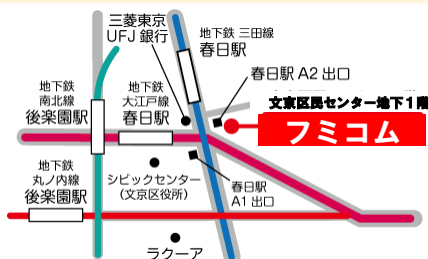 三菱東京
UFJ 銀行
地下鉄 三田線
春日駅
春日駅 A2 出口
文京区民センター地下1階
フミコム
地下鉄
南北線
後楽園駅
地下鉄
大江戸線
春日駅
地下鉄
丸ノ内線
後楽園駅
シビックセンター
(文京区役所)
春日駅
A1 出口
ラクーア